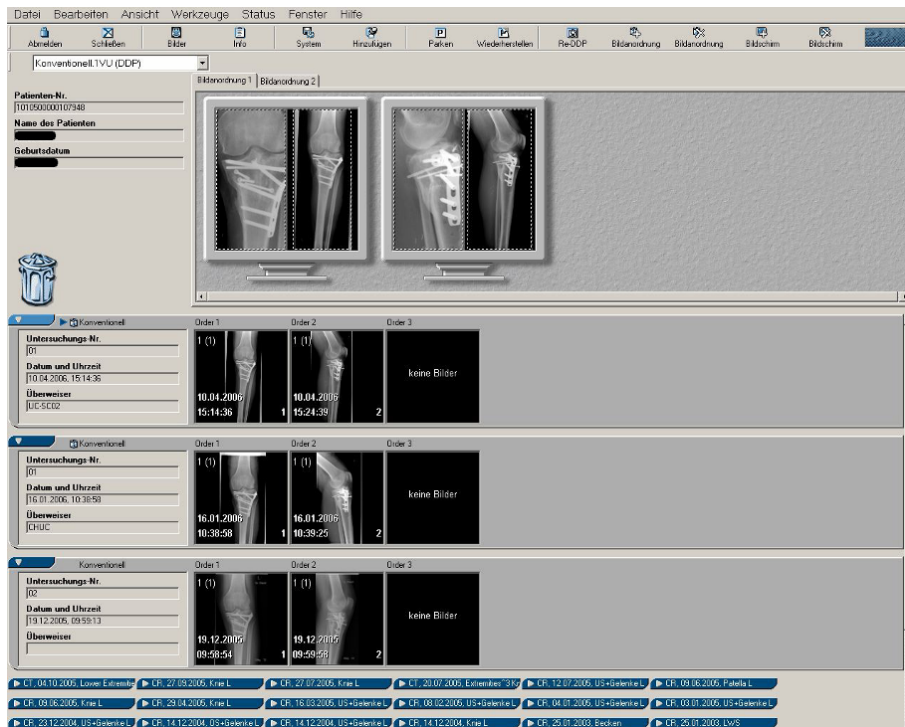 Datei Bearbeiten Ansicht Werkzeuge Status Fenster Hilfe
Abmelden Schließen Bilder Info System Hinzufügen Parken Wiederherstellen Re-DDP Bildanordnung Bildanordnung Bildschirm Bildschirm
Konventionell.1VU (DDP)
Bildanordnung 1 Bildanordnung 2
Patienten-Nr.
1010500000107948
Name des Patienten
Geburtsdatum
Konventionell Order 1 Order 2 Order 3
Untersuchungs-Nr.
01
Datum und Uhrzeit
10.04.2006, 15:14:36
Überweiser
UC-SC02
1 (1) 1 (1)
keine Bilder
10.04.2006 10.04.2006
15:14:36 1 15:24:39 2
Konventionell Order 1 Order 2 Order 3
Untersuchungs-Nr.
01
Datum und Uhrzeit
16.01.2006, 10:38:58
Überweiser
CHUC
1 (1) 1 (1)
keine Bilder
16.01.2006 16.01.2006
10:38:58 1 10:39:25 2
Konventionell Order 1 Order 2 Order 3
Untersuchungs-Nr.
02
Datum und Uhrzeit
19.12.2005, 09:59:13
Überweiser
1 (1) 1 (1)
keine Bilder
19.12.2005 19.12.2005
09:58:54 1 09:59:58 2
CT, 04.10.2005, Lower Extremitie CR, 27.09.2005, Knie L CR, 27.07.2005, Knie L CT, 20.07.2005, Extremities^3 CR, 12.07.2005, US+Gelenke L CR, 09.06.2005, Patella L
CR, 09.06.2005, Knie L CR, 29.04.2005, Knie L CR, 16.03.2005, US+Gelenke L CR, 08.02.2005, US+Gelenke L CR, 04.01.2005, US+Gelenke L CR, 03.01.2005, US+Gelenke L
CR, 23.12.2004, US+Gelenke L CR, 14.12.2004, OS+Gelenke L CR, 14.12.2004, US+Gelenke L CR, 14.12.2004, Knie L CR, 25.01.2003, Becken CR, 25.01.2003, LWS